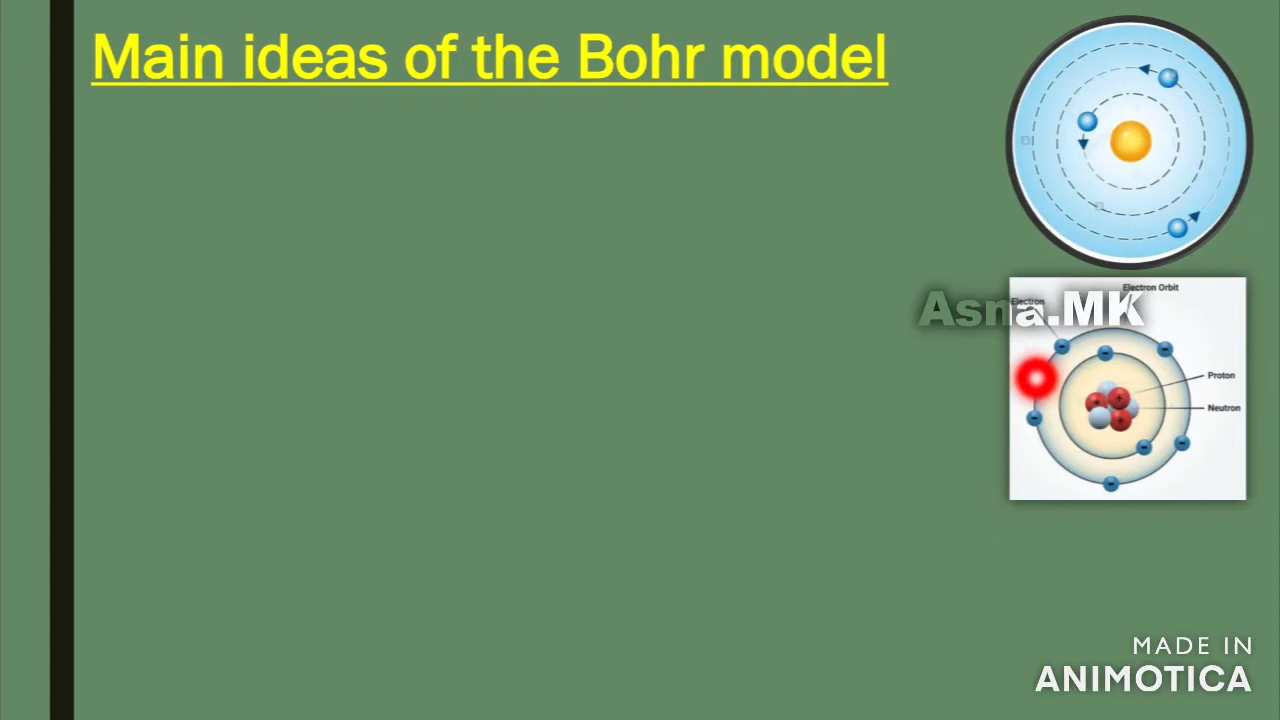 Main ideas of the Bohr model
Electron Orbit
Electron
Asna.MK
Proton
Neutron
MADE IN
ANIMOTICA